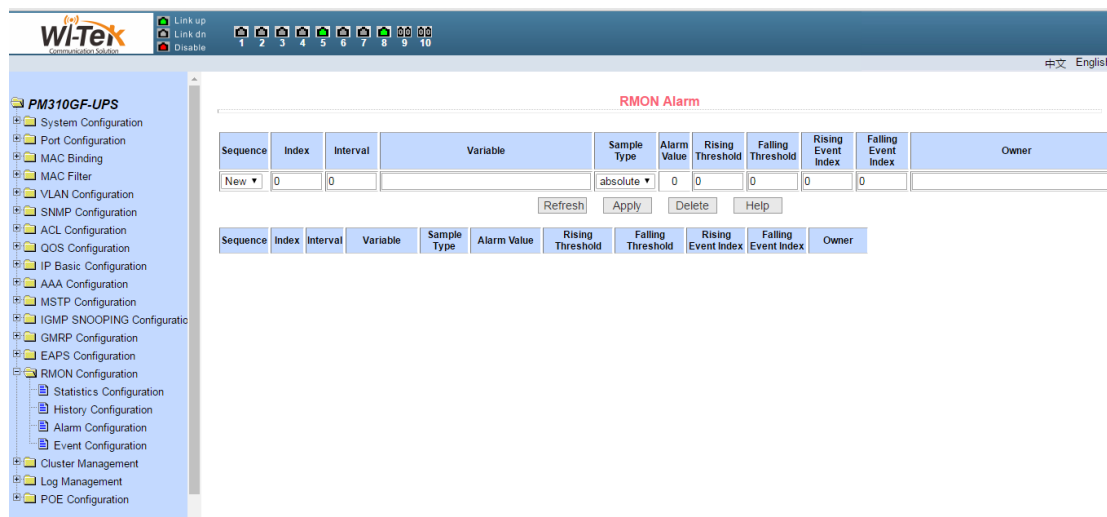 WI-TEK
Communication Solution
Link up
Link dn
Disable
1 2 3 4 5 6 7 8 9 10
中文 English
PM310GF-UPS
System Configuration
Port Configuration
MAC Binding
MAC Filter
VLAN Configuration
SNMP Configuration
ACL Configuration
QOS Configuration
IP Basic Configuration
AAA Configuration
MSTP Configuration
IGMP SNOOPING Configuratio
GMRP Configuration
EAPS Configuration
RMON Configuration
Statistics Configuration
History Configuration
Alarm Configuration
Event Configuration
Cluster Management
Log Management
POE Configuration
RMON Alarm
Sequence Index Interval Variable Sample Type Alarm Value Rising Threshold Falling Threshold Rising Event Index Falling Event Index Owner
New 0 0 absolute 0 0 0 0 0
Refresh Apply Delete Help
Sequence Index Interval Variable Sample Type Alarm Value Rising Threshold Falling Threshold Rising Event Index Falling Event Index Owner